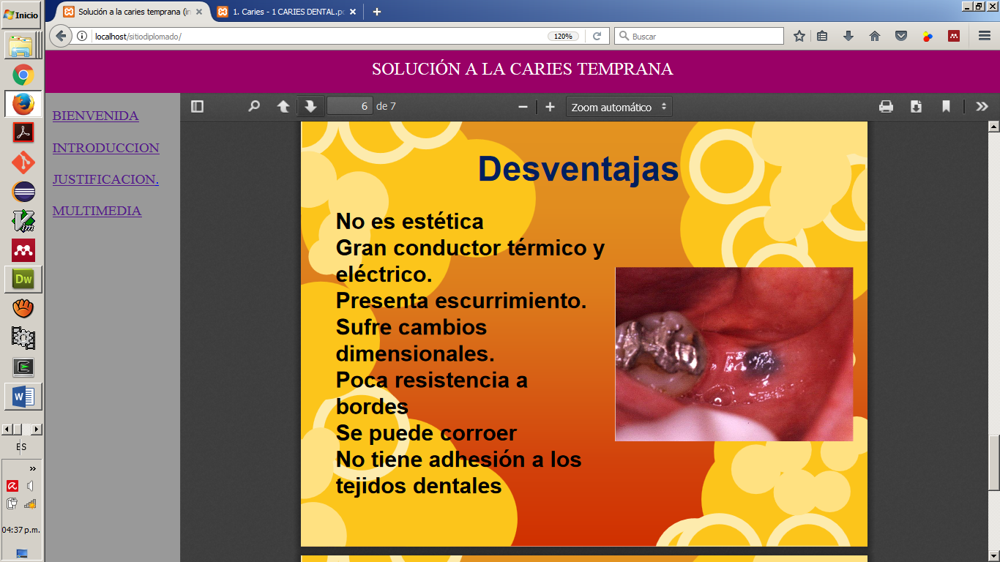 Inicio
Solución a la caries temprana (in
1. Caries - 1 CARIES DENTAL.p
localhost/sitiodiplomado/
120%
Buscar
SOLUCIÓN A LA CARIES TEMPRANA
BIENVENIDA
INTRODUCCION
JUSTIFICACION.
MULTIMEDIA
6 de 7
Zoom automático
Desventajas
No es estética
Gran conductor térmico y
eléctrico.
Presenta escurrimiento.
Sufre cambios
dimensionales.
Poca resistencia a
bordes
Se puede corroer
No tiene adhesión a los
tejidos dentales
Dw
W
ES
04:37 p.m.